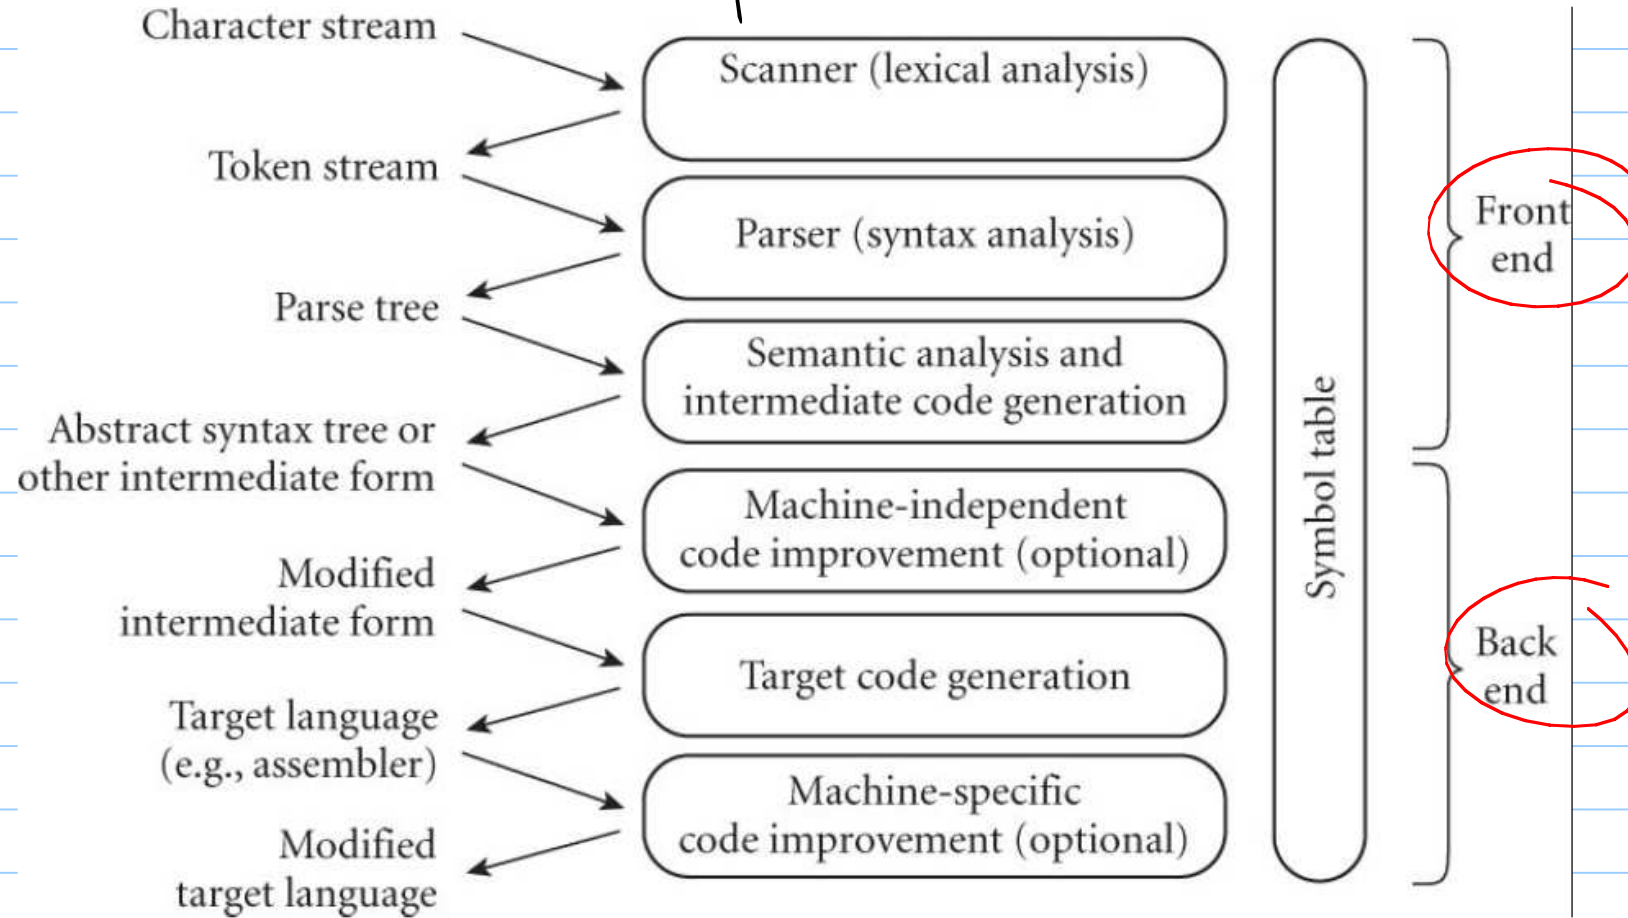 Character stream
Scanner (lexical analysis)
Token stream
Parser (syntax analysis)
Parse tree
Semantic analysis and
intermediate code generation
Abstract syntax tree or
other intermediate form
Machine-independent
code improvement (optional)
Modified
intermediate form
Target code generation
Target language
(e.g., assembler)
Machine-specific
code improvement (optional)
Modified
target language
Symbol table
Front
end
Back
end